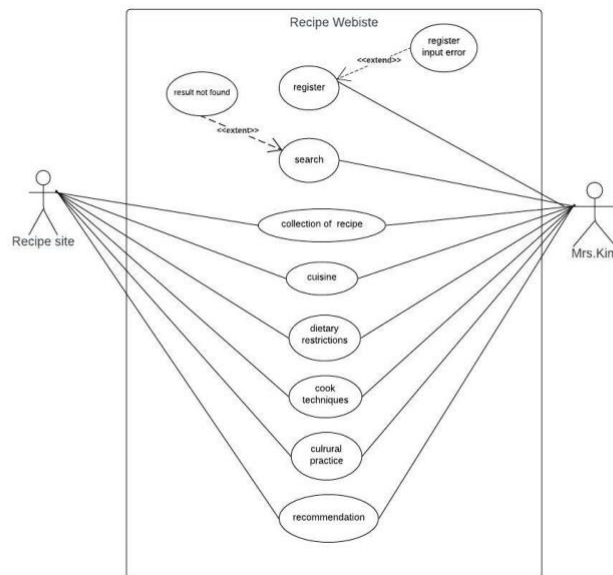 Recipe Webiste
register
input error
<<extend>>
result not found
register
<<extent>>
search
Recipe site
collection of recipe
Mrs.Kin
cuisine
dietary
restrictions
cook
techniques
culrural
practice
recommendation